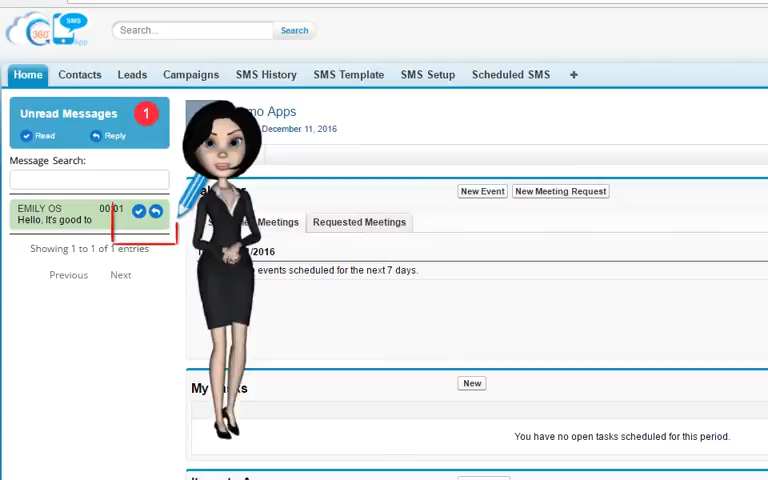 360° SMS App
Search...
Search
Home Contacts Leads Campaigns SMS History SMS Template SMS Setup Scheduled SMS +
Unread Messages 1
Read Reply
Message Search:
EMILY OS 00:01
Hello, It's good to
Showing 1 to 1 of 1 entries
Previous Next
mo Apps
December 11, 2016
New Event New Meeting Request
Meetings Requested Meetings
/2016
events scheduled for the next 7 days.
My Tasks
New
You have no open tasks scheduled for this period.